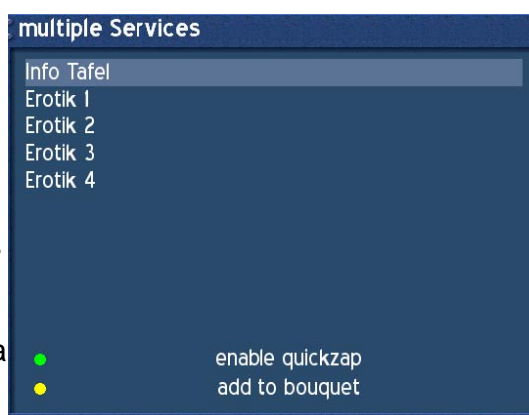 multiple Services
Info Tafel
Erotik 1
Erotik 2
Erotik 3
Erotik 4
a
enable quickzap
add to bouquet